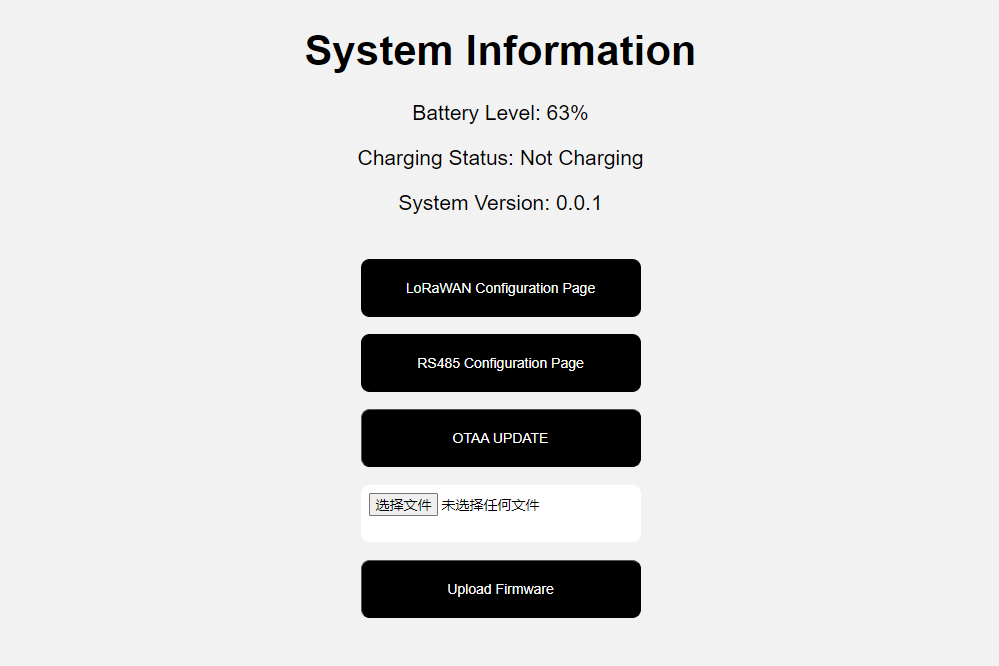 System Information
Battery Level: 63%
Charging Status: Not Charging
System Version: 0.0.1
LoRaWAN Configuration Page
RS485 Configuration Page
OTAA UPDATE
选择文件 未选择任何文件
Upload Firmware